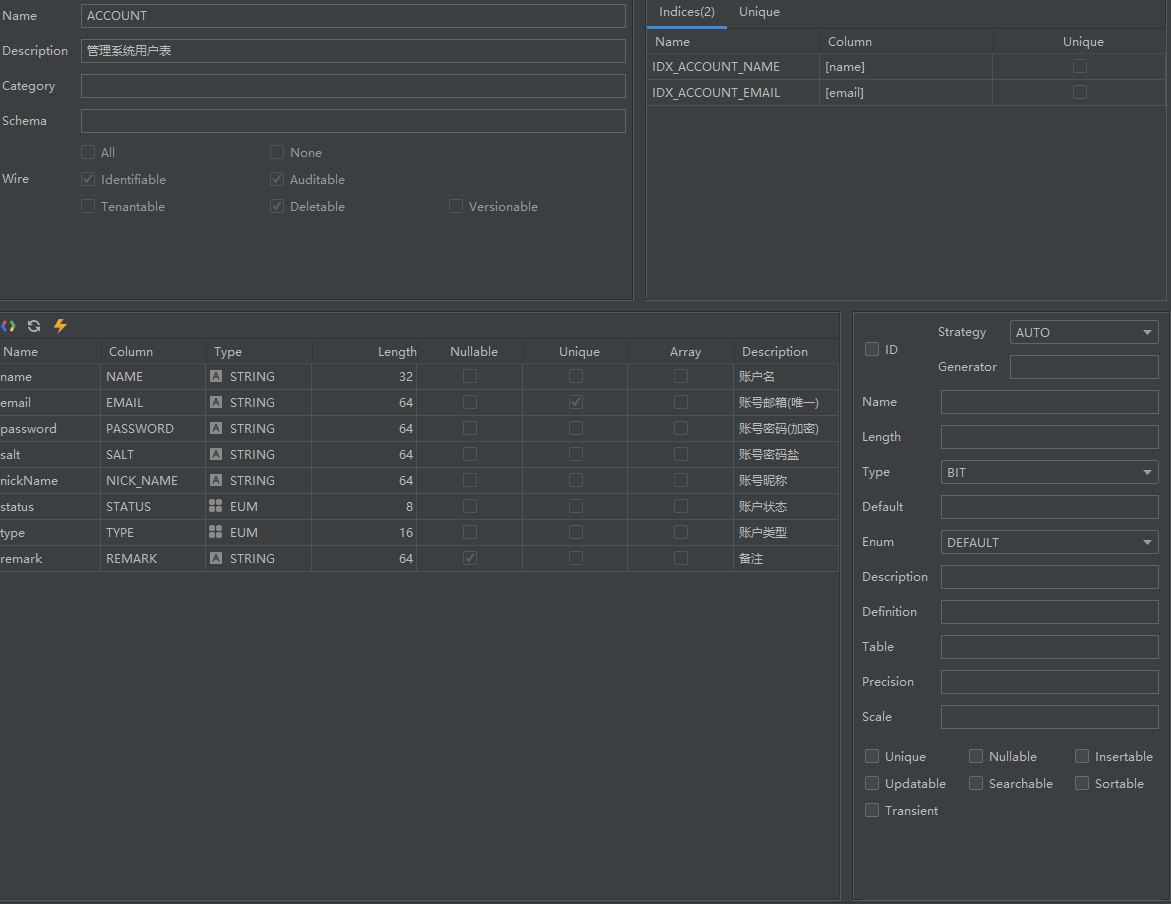 Name ACCOUNT
Description 管理系统用户表
Category
Schema
All None
Wire Identifiable Auditable
Tenantable Deletable Versionable
Indices(2) Unique
Name Column Unique
IDX_ACCOUNT_NAME [name]
IDX_ACCOUNT_EMAIL [email]
Name Column Type Length Nullable Unique Array Description
name NAME A STRING 32 账户名
email EMAIL A STRING 64 账号邮箱(唯一)
password PASSWORD A STRING 64 账号密码(加密)
salt SALT A STRING 64 账号密码盐
nickName NICK_NAME A STRING 64 账号昵称
status STATUS EUM 8 账户状态
type TYPE EUM 16 账户类型
remark REMARK A STRING 64 备注
ID Strategy AUTO
Generator
Name
Length
Type BIT
Default
Enum DEFAULT
Description
Definition
Table
Precision
Scale
Unique Nullable Insertable
Updatable Searchable Sortable
Transient